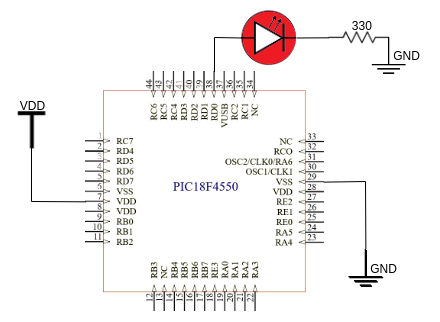 330
GND
44 43 42 41 40 39 38 37 36 35 34
RC6 RC5 RC4 RD3 RD2 RD1 RD0 VUSB RC2 RC1 NC
VDD
1 RC7
2 RD4
3 RD5
4 RD6
5 RD7
6 VSS
7 VDD
8 VDD
9 RB0
10 RB1
11 RB2
PIC18F4550
NC 33
RCO 32
OSC2/CLK0/RA6 31
OSC1/CLK1 30
VSS 29
VDD 28
RE2 27
RE1 26
RE0 25
RA5 24
RA4 23
GND
RB3 NC RB4 RB5 RB6 RB7 RE3 RA0 RA1 RA2 RA3
12 13 14 15 16 17 18 19 20 21 22